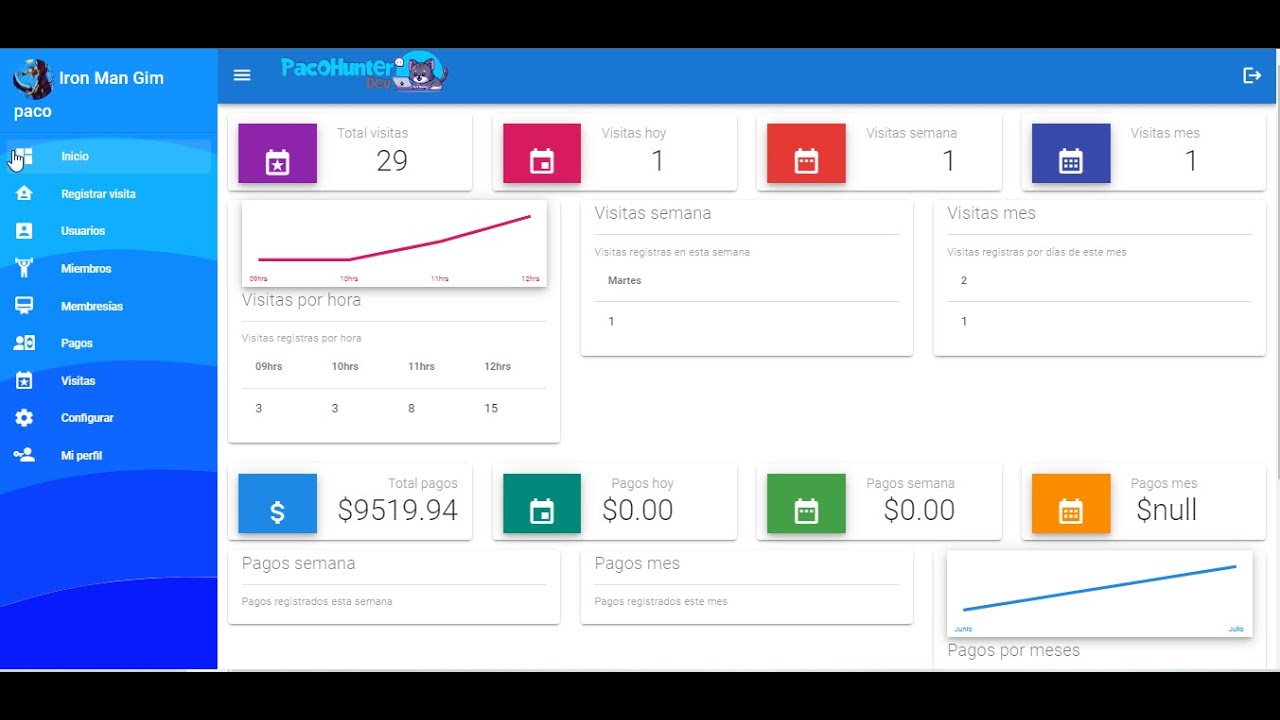 Iron Man Gim
paco
PacoHunter
Dev
Inicio
Registrar visita
Usuarios
Miembros
Membresías
Pagos
Visitas
Configurar
Mi perfil
Total visitas
29
Visitas hoy
1
Visitas semana
1
Visitas mes
1
09hrs 10hrs 11hrs 12hrs
Visitas por hora
Visitas registras por hora
09hrs 10hrs 11hrs 12hrs
3 3 8 15
Visitas semana
Visitas registras en esta semana
Martes
1
Visitas mes
Visitas registras por días de este mes
2
1
Total pagos
$9519.94
Pagos hoy
$0.00
Pagos semana
$0.00
Pagos mes
$null
Pagos semana
Pagos registrados esta semana
Pagos mes
Pagos registrados este mes
Junio Julio
Pagos por meses